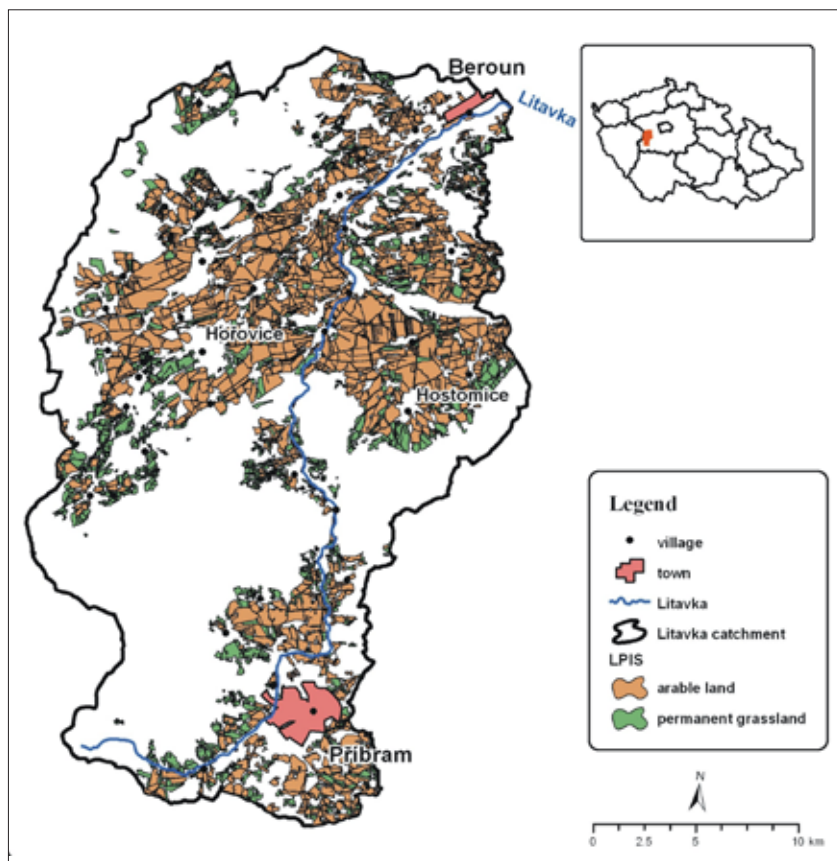 Beroun
Litavka
Horovice
Hostomice
Příbram
Legend
village
town
Litavka
Litavka catchment
LPIS
arable land
permanent grassland
N
0 2.5 5 10 km